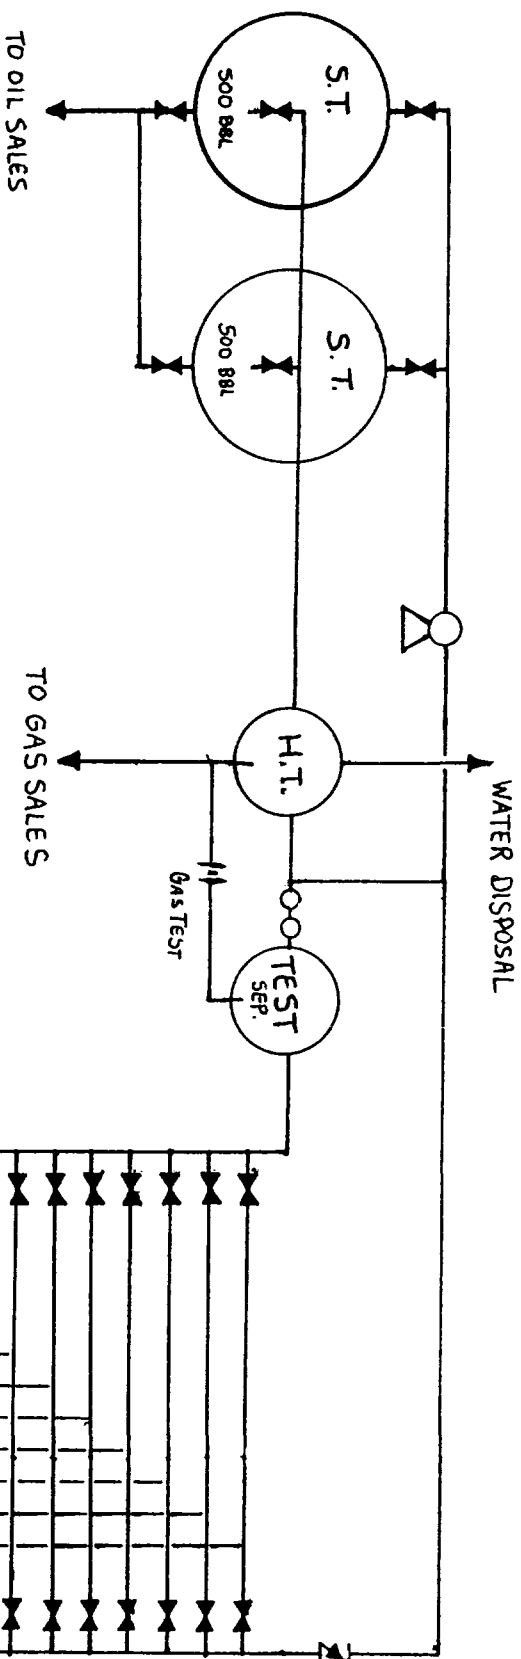 S.T.
500 BBL
TO OIL SALES
S.T.
500 BBL
WATER DISPOSAL
H.T.
TO GAS SALES
GAS TEST
TEST
SEP.